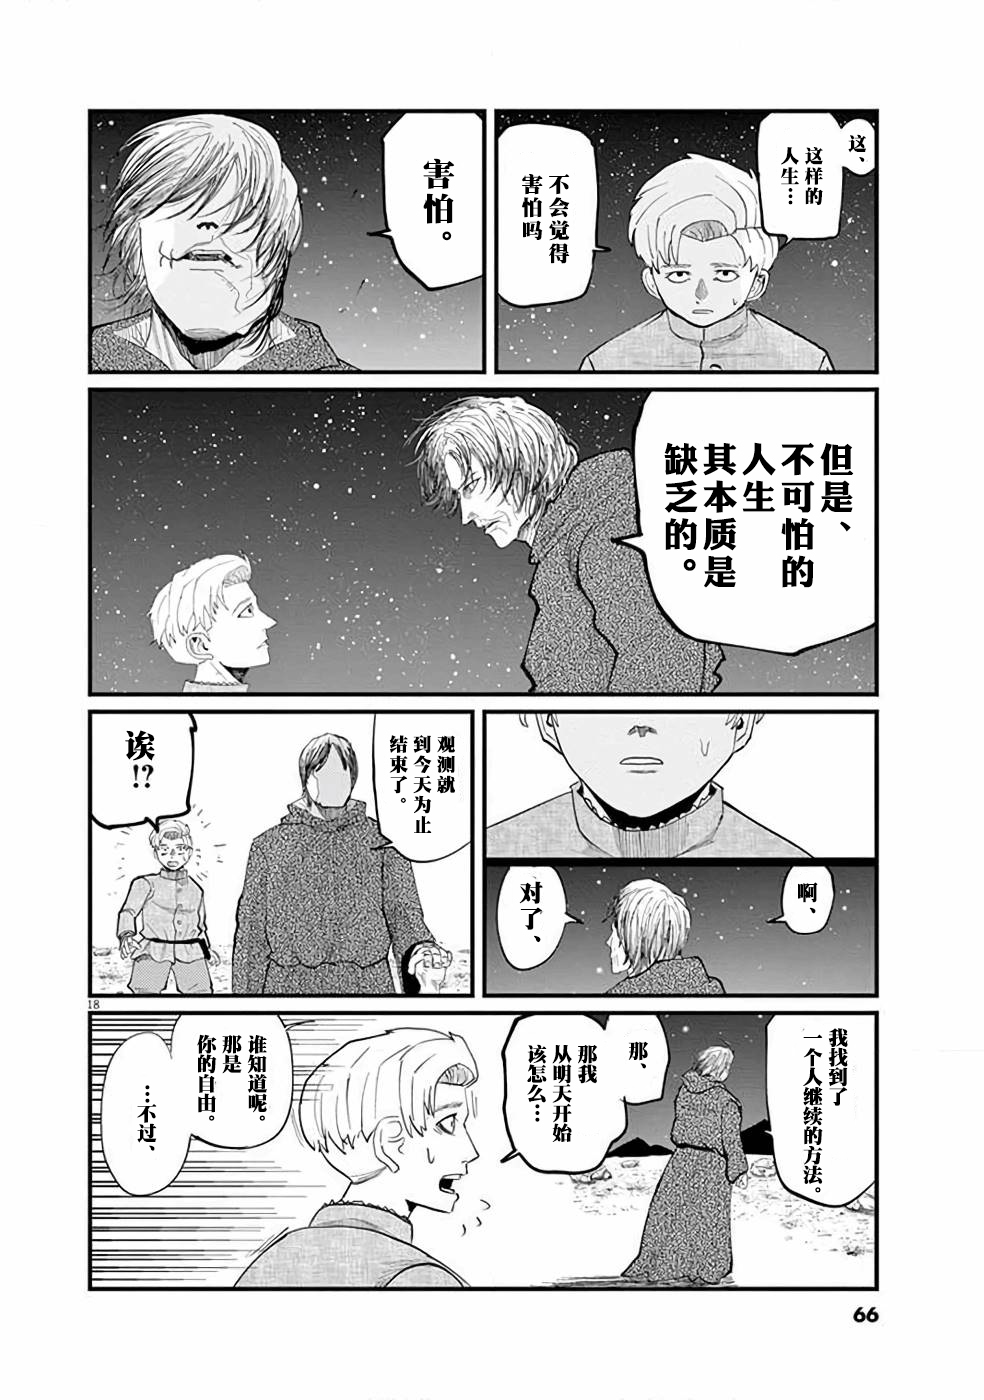 这、
这样的
人生…
不会觉得
害怕吗
害怕。
但是、
不可怕的
人生
其本质是
缺乏的。
啊、
对了、
观测就
到今天为止
结束了。
诶!?
18
我找到了
一个人继续的方法。
那、
那我
从明天开始
该怎么…
谁知道呢。
那是
你的自由。
…不过、
66